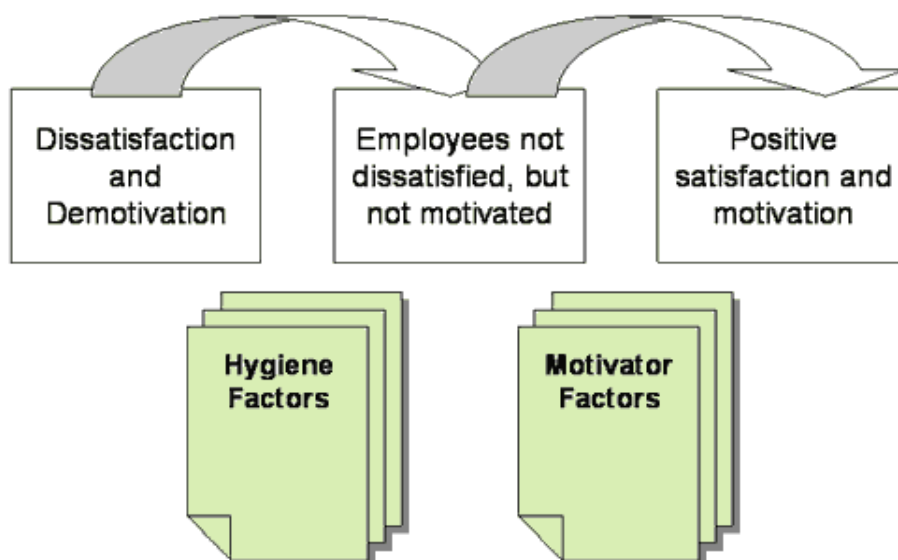 Dissatisfaction
and
Demotivation
Employees not
dissatisfied, but
not motivated
Positive
satisfaction and
motivation
Hygiene
Factors
Motivator
Factors